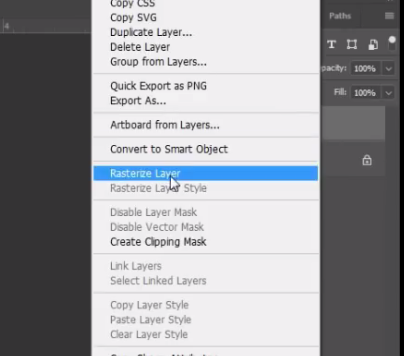 Copy CSS
Copy SVG
Duplicate Layer...
Delete Layer
Group from Layers...
Quick Export as PNG
Export As...
Artboard from Layers...
Convert to Smart Object
Rasterize Layer
Rasterize Layer Style
Disable Layer Mask
Disable Vector Mask
Create Clipping Mask
Link Layers
Select Linked Layers
Copy Layer Style
Paste Layer Style
Clear Layer Style
4
Paths
T
pacity: 100%
Fill: 100%